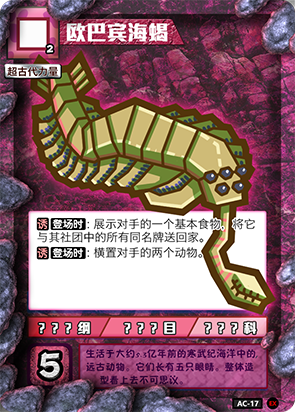 2
欧巴宾海蝎
超古代力量
诱 登场时: 展示对手的一个基本食物, 将它
与其社团中的所有同名牌送回家。
诱 登场时: 横置对手的两个动物。
???纲 ???目 ???科
5
生活于大约5.5亿年前的寒武纪海洋中的
远古动物。它们长有五只眼睛, 整体造
型看上去不可思议。
AC-17 EX